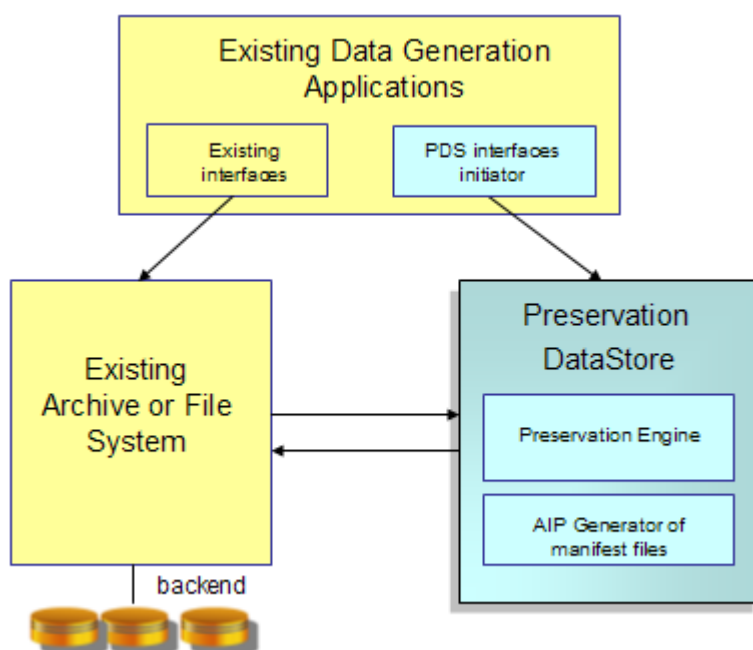 Existing Data Generation
Applications
Existing
interfaces
PDS interfaces
initiator
Existing
Archive or File
System
Preservation
DataStore
Preservation Engine
AIP Generator of
manifest files
backend